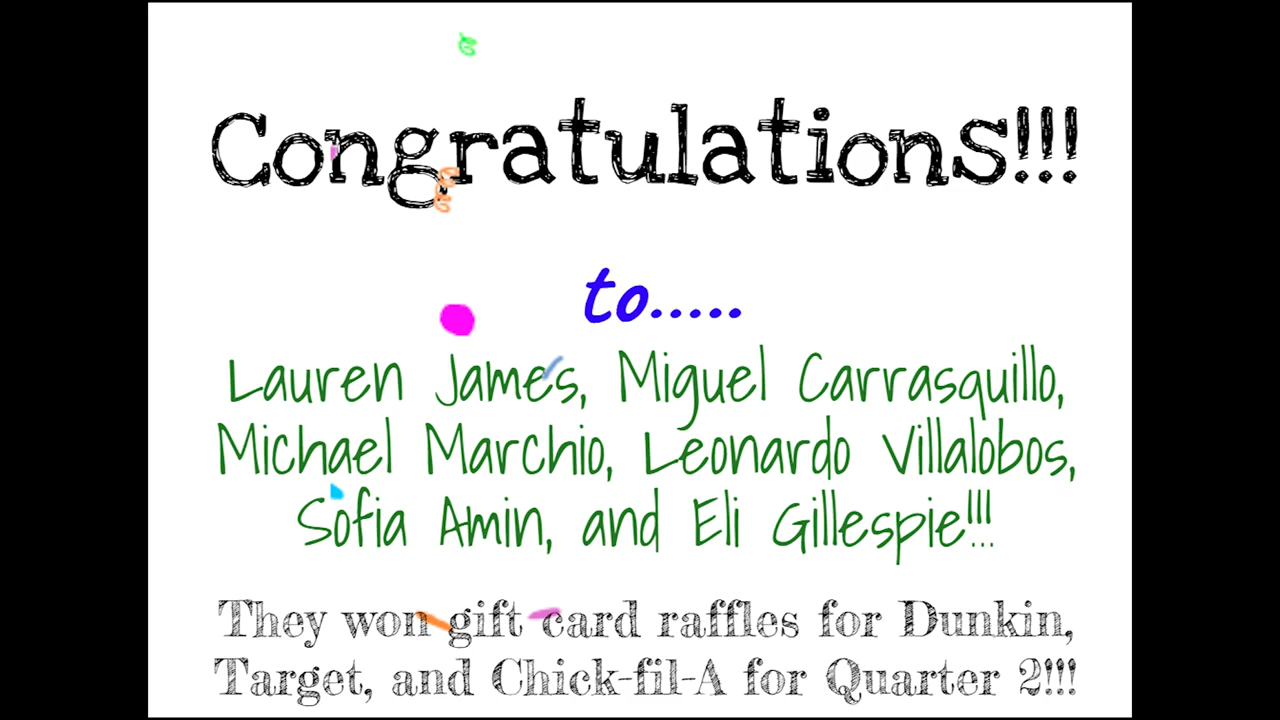 Congratulations!!!
to.....
Lauren James, Miguel Carrasquillo,
Michael Marchio, Leonardo Villalobos,
Sofia Amin, and Eli Gillespie!!!
They won gift card raffles for Dunkin,
Target, and Chick-fil-A for Quarter 2!!!